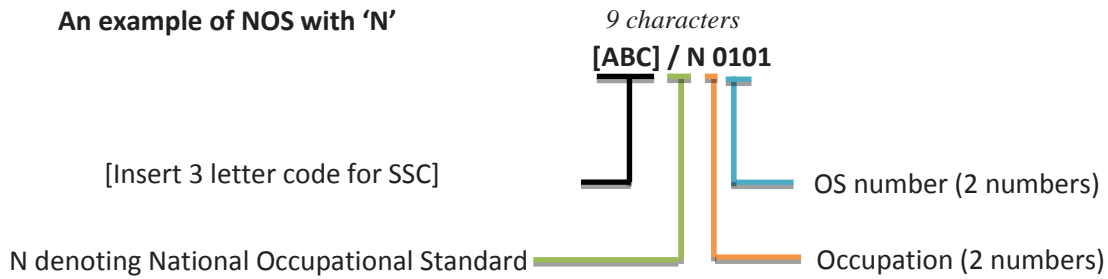 An example of NOS with ‘N’
9 characters
[ABC] / N 0101
[Insert 3 letter code for SSC]
OS number (2 numbers)
N denoting National Occupational Standard
Occupation (2 numbers)